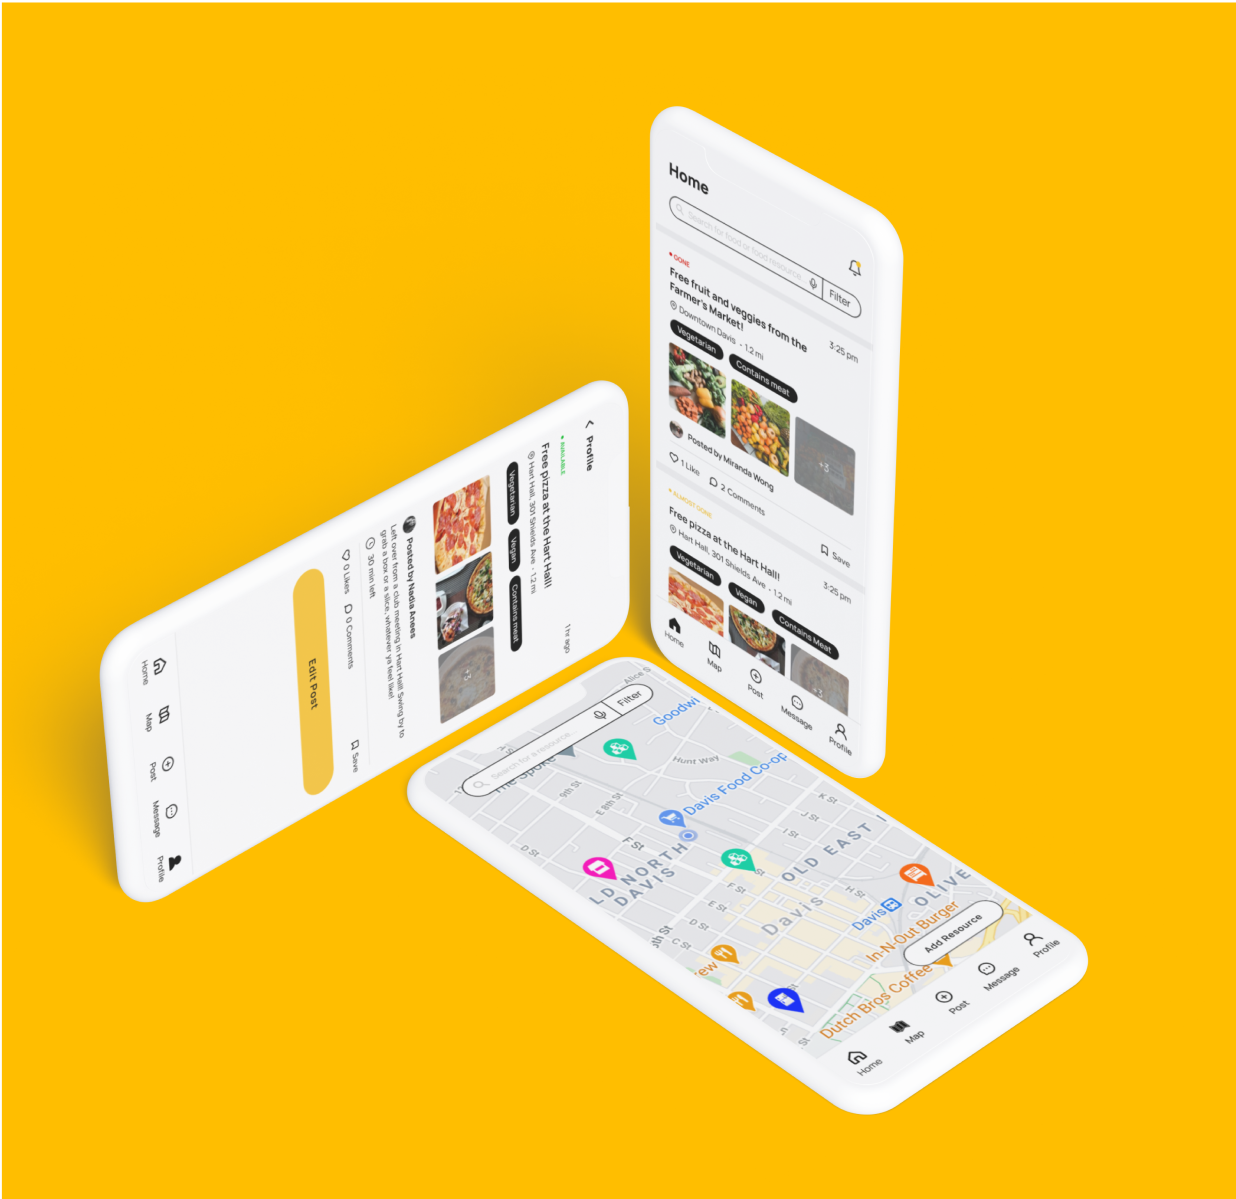 Home
Search for food or food resource
Filter
GONE
Free fruit and veggies from the
Farmer's Market!
3:25 pm
Downtown Davis · 1.2 mi
Vegetarian
Contains meat
+3
Posted by Miranda Wong
1 Like
2 Comments
Save
ALMOST GONE
Free pizza at the Hart Hall!
3:25 pm
Hart Hall, 301 Shields Ave · 1.2 mi
Vegetarian
Vegan
Contains Meat
+3
Home
Map
Post
Message
Profile
Profile
AVAILABLE
Free pizza at the Hart Hall!
1 hr ago
Hart Hall, 301 Shields Ave · 1.2 mi
Vegetarian
Vegan
Contains meat
Posted by Nadia Anees
Left over from a club meeting in Hart Hall! Swing by to
grab a box or a slice, whatever ya feel like!
30 min left
0 Likes
0 Comments
Save
Edit Post
Home
Map
Post
Message
Profile
Search for a resource...
Filter
Alice S
Goodwi
The Spoke
Hunt Way
9th St
E 8th St
Davis Food Co-op
K St
J St
I St
F St
D St
LD NORTH
DAVIS
OLD EAST
St
H St
F St
E St
D St
C St
Davis
Davis
OLIVE
In-N-Out Burger
Add Resource
ew
Dutch Bros Coffee
St
Home
Map
Post
Message
Profile